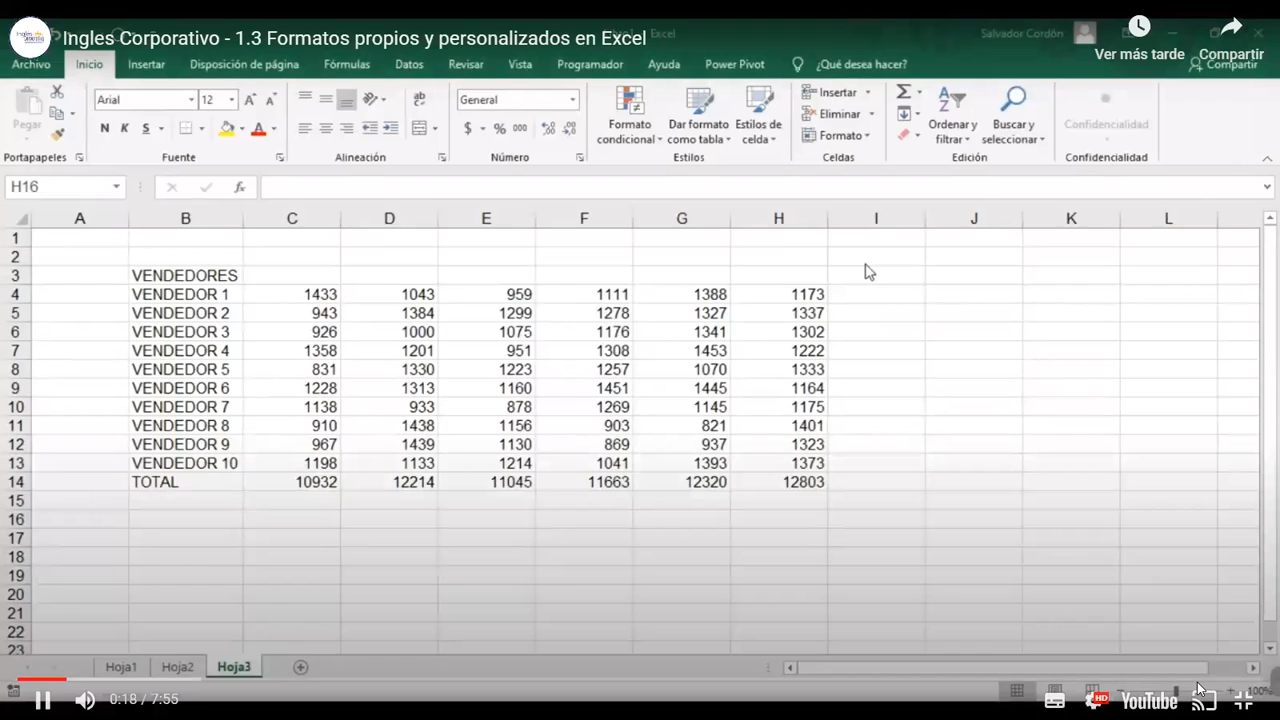 Ingles Corporativo - 1.3 Formatos propios y personalizados en Excel
Excel
Salvador Cordón
Ver más tarde
Compartir
Archivo Inicio Insertar Disposición de página Fórmulas Datos Revisar Vista Programador Ayuda Power Pivot ¿Qué desea hacer? Compartir
Pegar
Arial 12
N K S
General
$ % 000
Formato condicional
Dar formato como tabla
Estilos de celda
Insertar
Eliminar
Formato
Ordenar y filtrar
Buscar y seleccionar
Confidencialidad
Portapapeles Fuente Alineación Número Estilos Celdas Edición Confidencialidad
H16 fx
A B C D E F G H I J K L
1
2
3 VENDEDORES
4 VENDEDOR 1 1433 1043 959 1111 1388 1173
5 VENDEDOR 2 943 1384 1299 1278 1327 1337
6 VENDEDOR 3 926 1000 1075 1176 1341 1302
7 VENDEDOR 4 1358 1201 951 1308 1453 1222
8 VENDEDOR 5 831 1330 1223 1257 1070 1333
9 VENDEDOR 6 1228 1313 1160 1451 1445 1164
10 VENDEDOR 7 1138 933 878 1269 1145 1175
11 VENDEDOR 8 910 1438 1156 903 821 1401
12 VENDEDOR 9 967 1439 1130 869 937 1323
13 VENDEDOR 10 1198 1133 1214 1041 1393 1373
14 TOTAL 10932 12214 11045 11663 12320 12803
15
16
17
18
19
20
21
22
23
Hoja1 Hoja2 Hoja3
0:18 / 7:55
HD
YouTube
100%